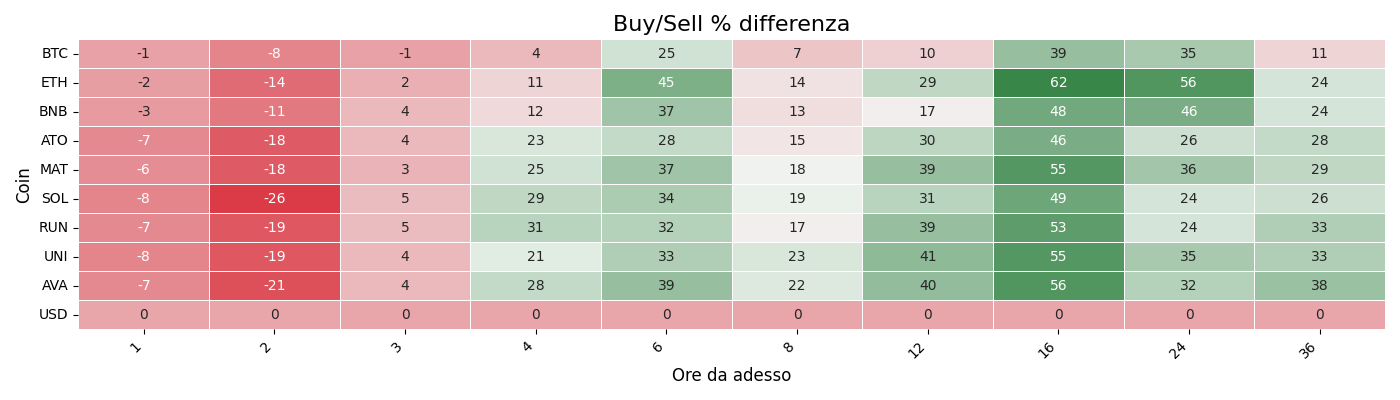 Buy/Sell % differenza
Coin
BTC -1 -8 -1 4 25 7 10 39 35 11
ETH -2 -14 2 11 45 14 29 62 56 24
BNB -3 -11 4 12 37 13 17 48 46 24
ATO -7 -18 4 23 28 15 30 46 26 28
MAT -6 -18 3 25 37 18 39 55 36 29
SOL -8 -26 5 29 34 19 31 49 24 26
RUN -7 -19 5 31 32 17 39 53 24 33
UNI -8 -19 4 21 33 23 41 55 35 33
AVA -7 -21 4 28 39 22 40 56 32 38
USD 0 0 0 0 0 0 0 0 0 0
1 2 3 4 6 8 12 16 24 36
Ore da adesso